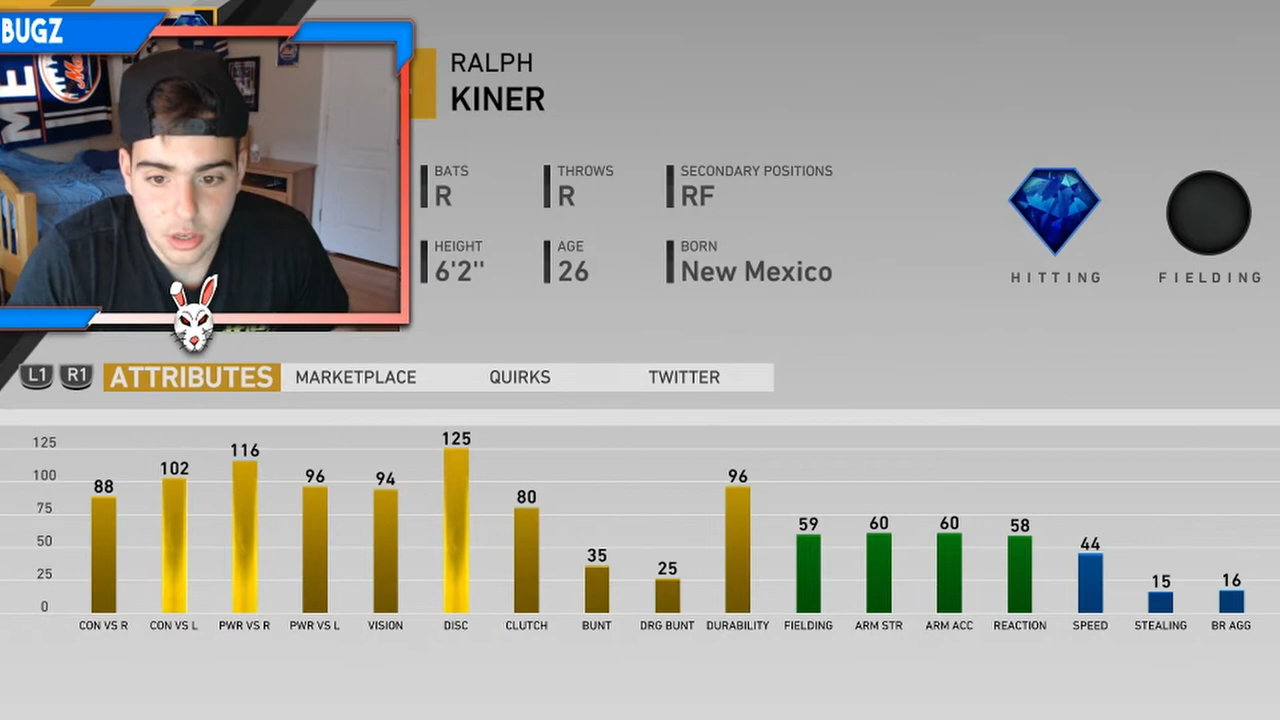 BUGZ
ME
Mets
RALPH
KINER
BATS
R
THROWS
R
SECONDARY POSITIONS
RF
HEIGHT
6'2"
AGE
26
BORN
New Mexico
HITTING
FIELDING
L1 R1 ATTRIBUTES MARKETPLACE QUIRKS TWITTER
125
100
75
50
25
0
88 102 116 96 94 125 80 35 25 96 59 60 60 58 44 15 16
CON VS R CON VS L PWR VS R PWR VS L VISION DISC CLUTCH BUNT DRG BUNT DURABILITY FIELDING ARM STR ARM ACC REACTION SPEED STEALING BR AGG